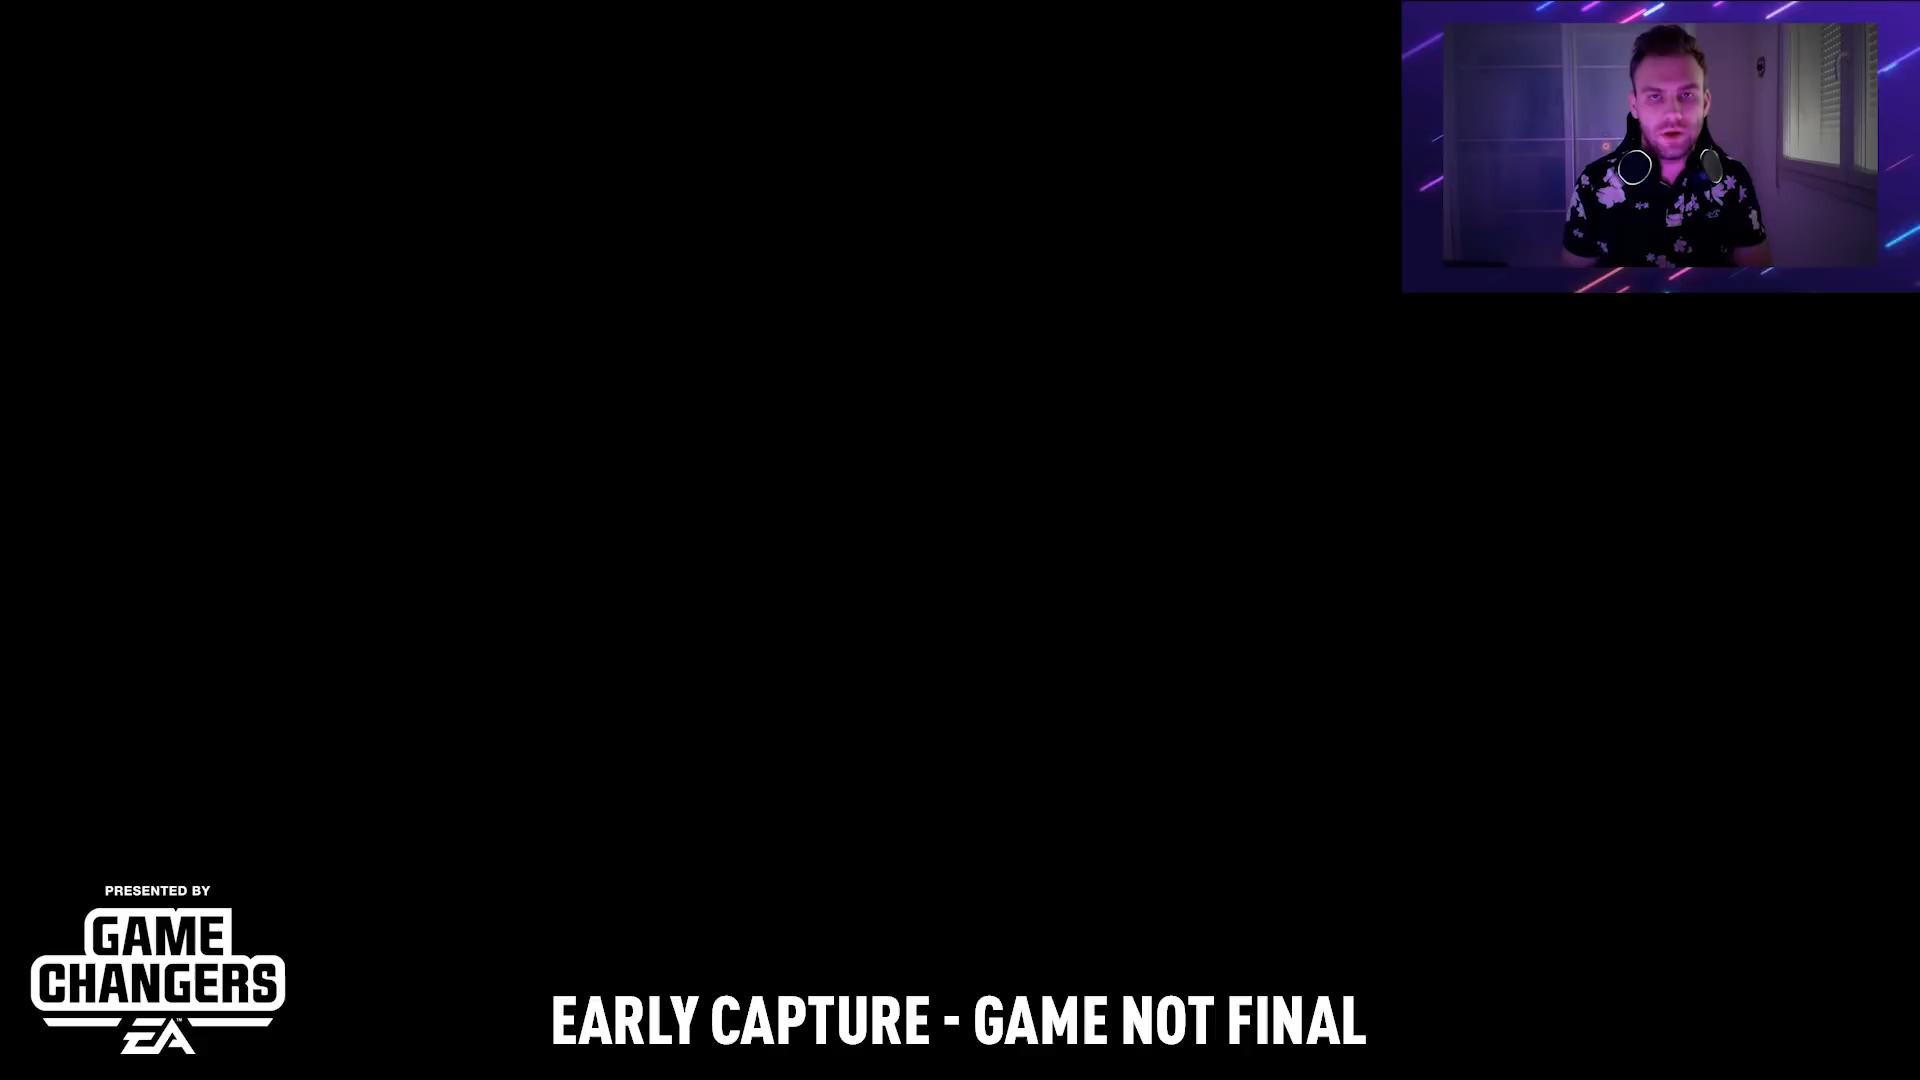 PRESENTED BY
GAME
CHANGERS
EA
EARLY CAPTURE - GAME NOT FINAL